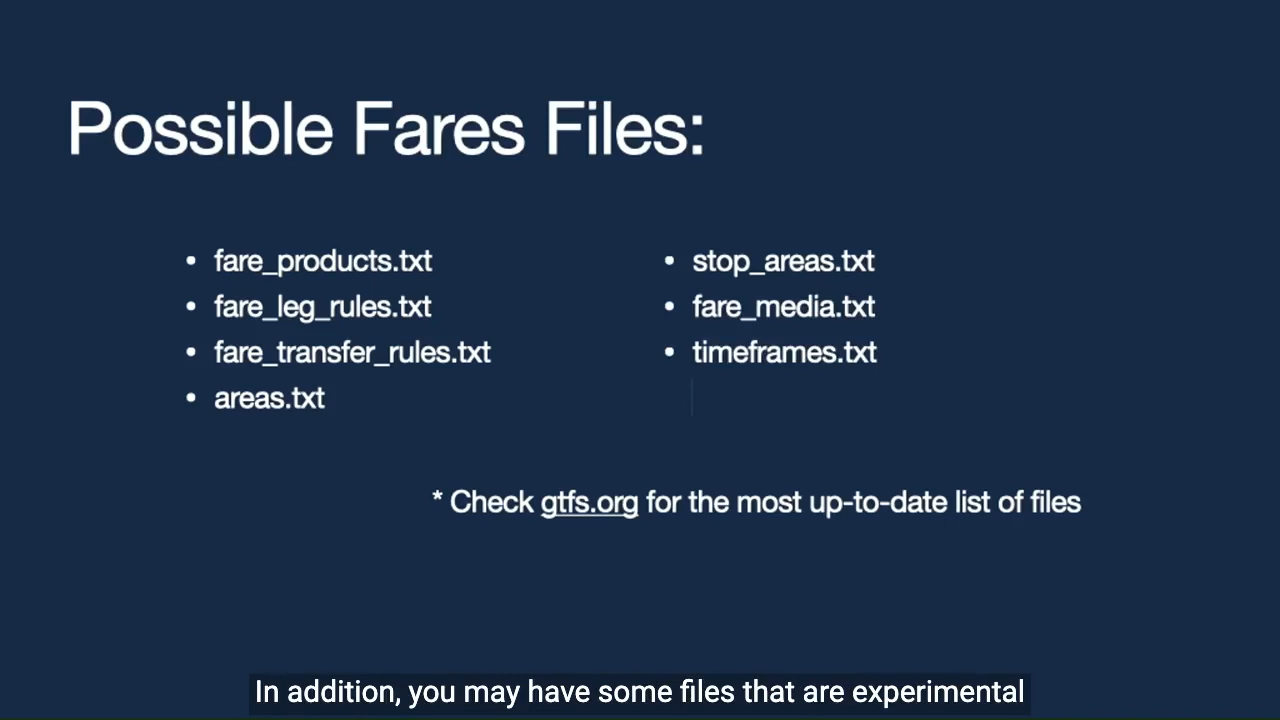 Possible Fares Files:
• fare_products.txt
• fare_leg_rules.txt
• fare_transfer_rules.txt
• areas.txt
• stop_areas.txt
• fare_media.txt
• timeframes.txt
* Check gtfs.org for the most up-to-date list of files
In addition, you may have some files that are experimental